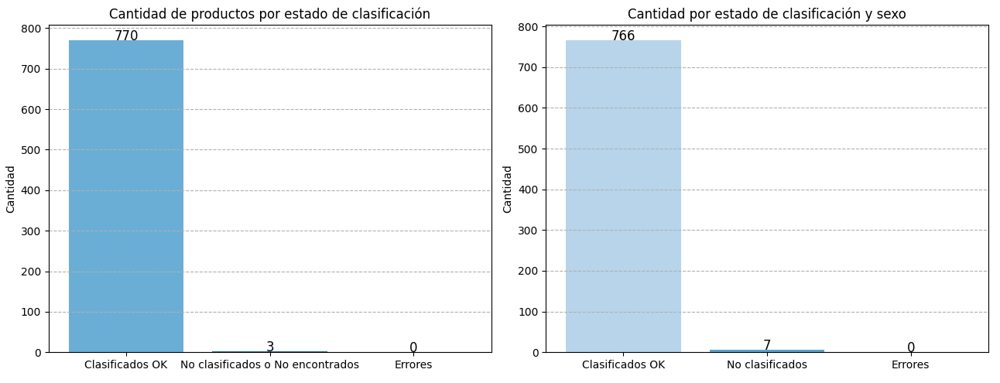 Cantidad de productos por estado de clasificación
Cantidad
800
700
600
500
400
300
200
100
0
770
3
0
Clasificados OK
No clasificados o No encontrados
Errores
Cantidad por estado de clasificación y sexo
Cantidad
800
700
600
500
400
300
200
100
0
766
7
0
Clasificados OK
No clasificados
Errores